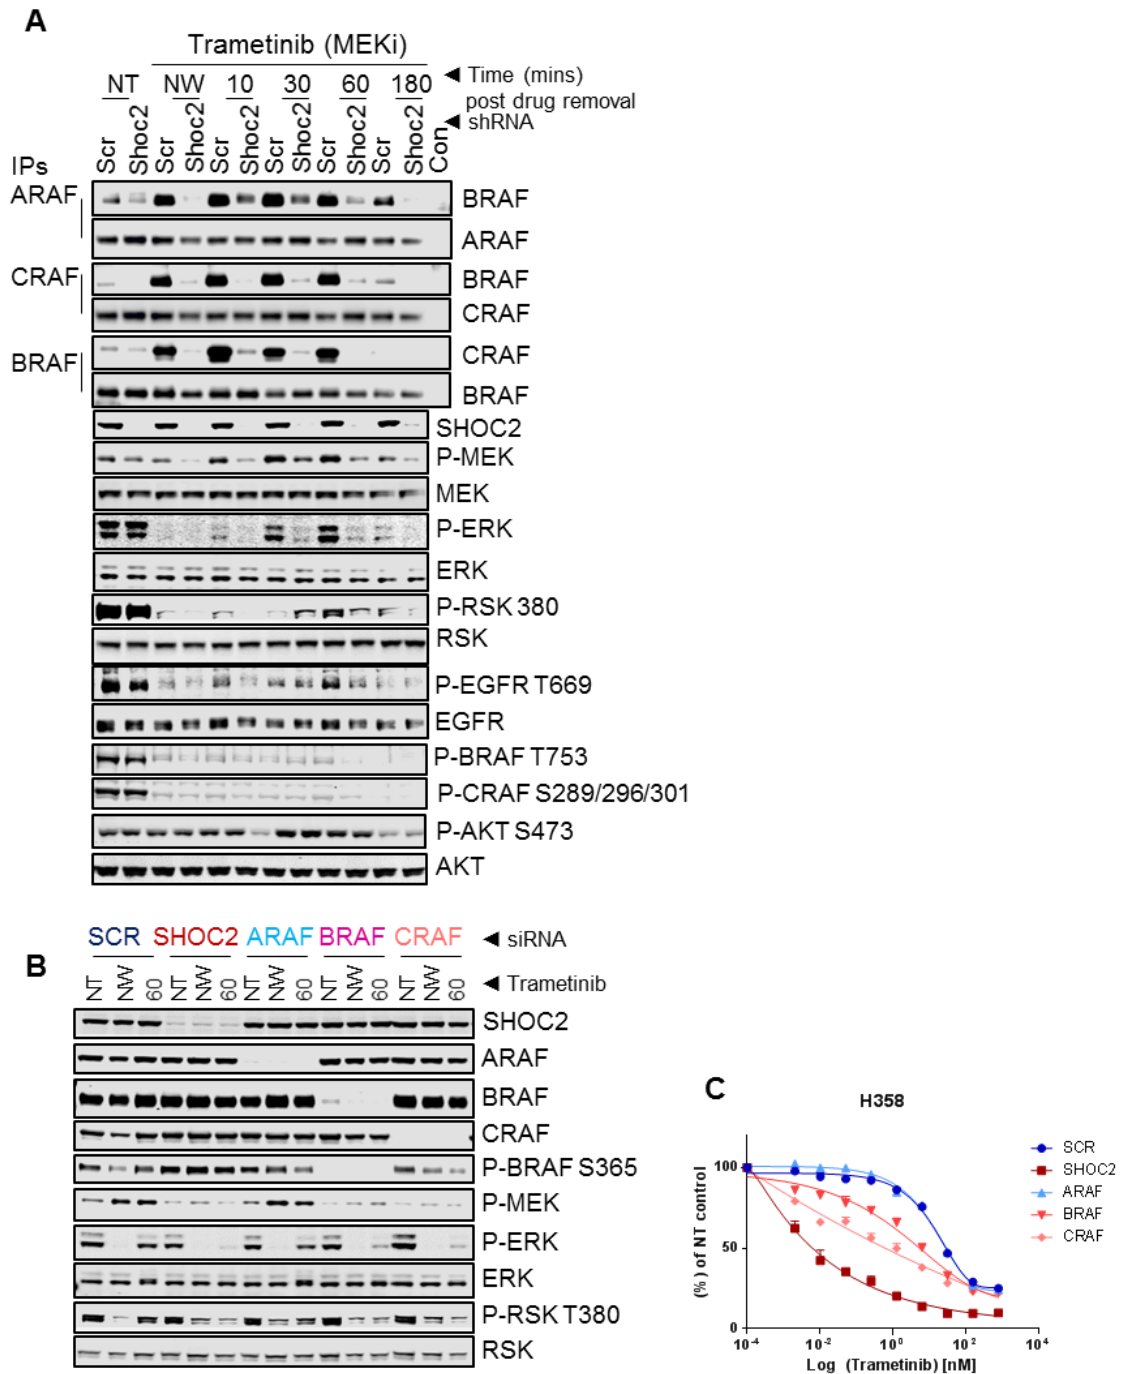 A
Trametinib (MEKi)
NT NW 10 30 60 180 ◄ Time (mins)
post drug removal
Scr Shoc2 Scr Shoc2 Scr Shoc2 Scr Shoc2 Scr Shoc2 Scr Shoc2 Con ◄ shRNA
IPs
ARAF BRAF
ARAF
CRAF BRAF
CRAF
BRAF CRAF
BRAF
SHOC2
P-MEK
MEK
P-ERK
ERK
P-RSK 380
RSK
P-EGFR T669
EGFR
P-BRAF T753
P-CRAF S289/296/301
P-AKT S473
AKT
B
SCR SHOC2 ARAF BRAF CRAF ◄ siRNA
NT NW 60 NT NW 60 NT NW 60 NT NW 60 NT NW 60 ◄ Trametinib
SHOC2
ARAF
BRAF
CRAF
P-BRAF S365
P-MEK
P-ERK
ERK
P-RSK T380
RSK
C
H358
(%) of NT control
100
50
0
10-4 10-2 100 102 104
Log (Trametinib) [nM]
SCR
SHOC2
ARAF
BRAF
CRAF